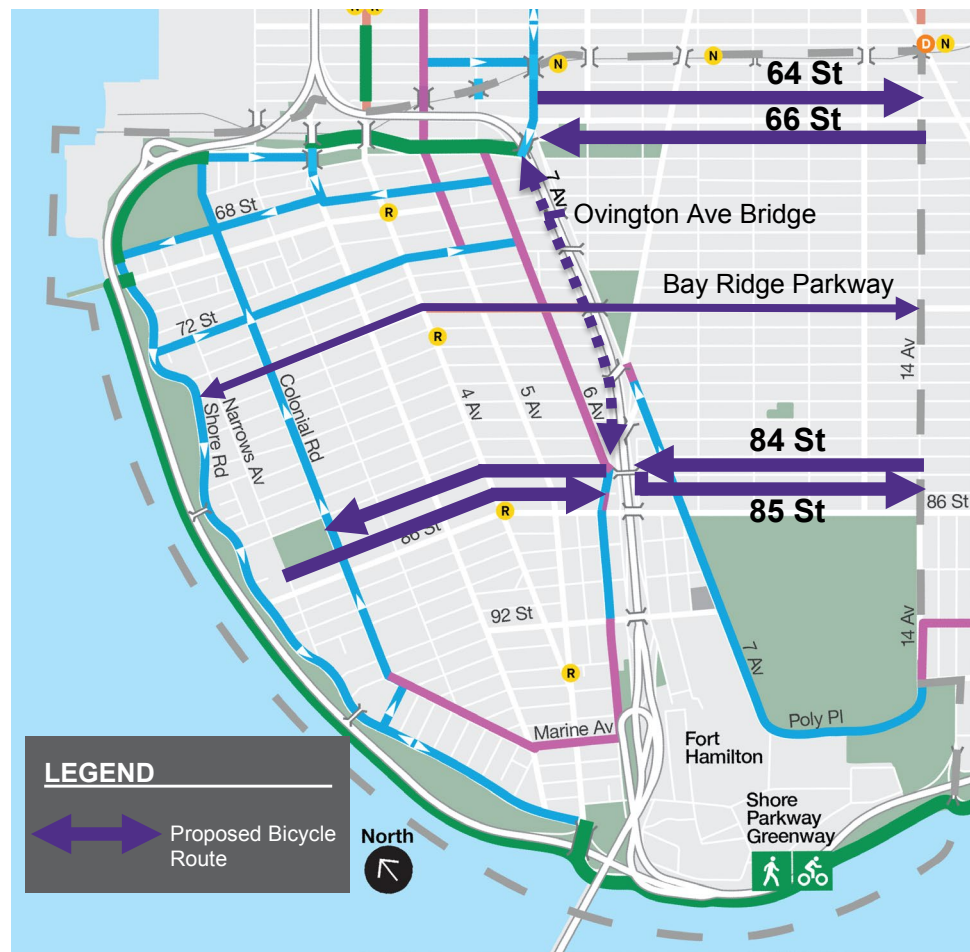 N
D
N
N
64 St
66 St
7 Av
Ovington Ave Bridge
68 St
R
Bay Ridge Parkway
72 St
R
14 Av
Colonial Rd
4 Av
5 Av
6 Av
Narrows Av
Shore Rd
84 St
85 St
86 St
R
86 St
92 St
14 Av
7 Av
R
Poly Pl
Marine Av
Fort
Hamilton
LEGEND
Proposed Bicycle
Route
North
Shore
Parkway
Greenway